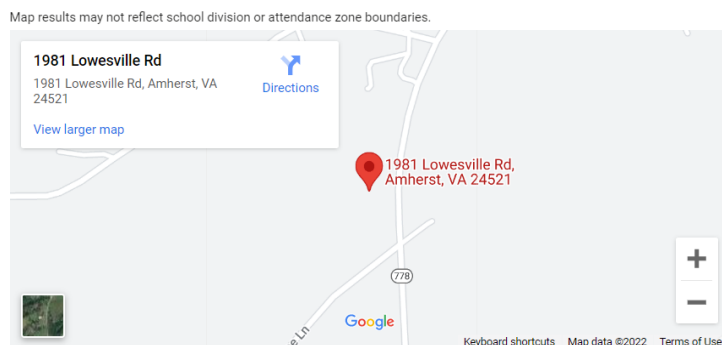 Map results may not reflect school division or attendance zone boundaries.
1981 Lowesville Rd
1981 Lowesville Rd, Amherst, VA
24521
Directions
View larger map
1981 Lowesville Rd,
Amherst, VA 24521
778
e Ln
Google
Keyboard shortcuts Map data ©2022 Terms of Use